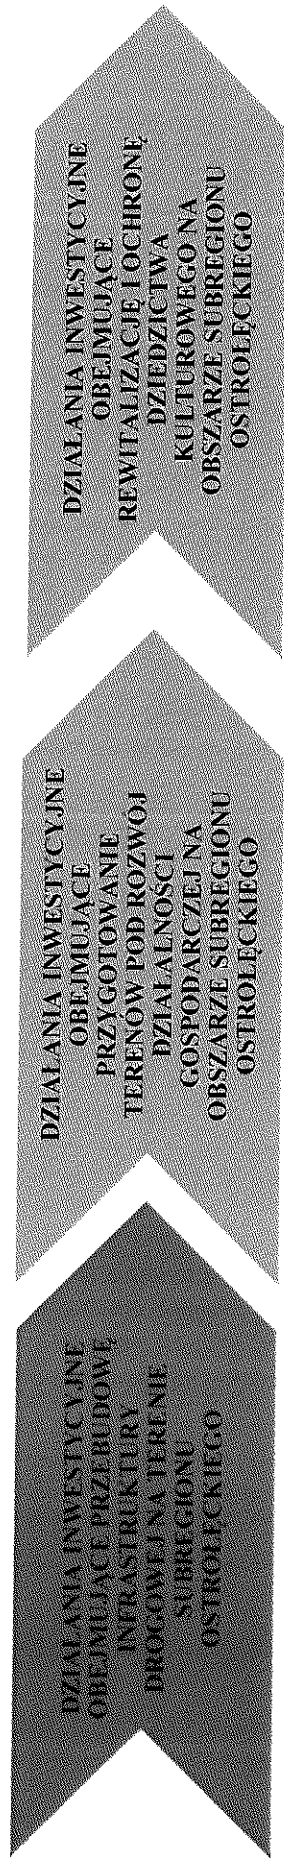 DZIAŁANIA INWESTYCYJNE
OBEJMUJĄCE PRZEBUDOWĘ
INFRASTRUKTURY
DROGOWEJ NA TERENIE
SUBREGIONU
OSTROŁĘCKIEGO
DZIAŁANIA INWESTYCYJNE
OBEJMUJĄCE
PRZYGOTOWANIE
TERENÓW POD ROZWÓJ
DZIAŁALNOŚCI
GOSPODARCZEJ NA
OBSZARZE SUBREGIONU
OSTROŁĘCKIEGO
DZIAŁANIA INWESTYCYJNE
OBEJMUJĄCE
REWITALIZACJĘ I OCHRONĘ
DZIEDZICTWA
KULTUROWEGO NA
OBSZARZE SUBREGIONU
OSTROŁĘCKIEGO